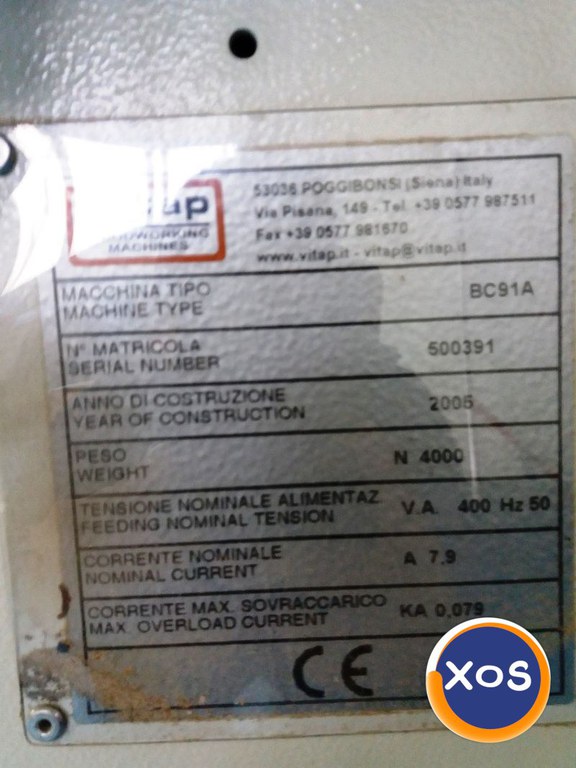 53036 POGGIBONSI (Siena) Italy
Via Pisana, 149 - Tel. +39 0577 987511
Fax +39 0577 981670
www.vitap.it - vitap@vitap.it
MACHINES
MACCHINA TIPO
MACHINE TYPE
BC91A
N° MATRICOLA
SERIAL NUMBER
500391
ANNO DI COSTRUZIONE
YEAR OF CONSTRUCTION
2005
PESO
WEIGHT
N 4000
TENSIONE NOMINALE ALIMENTAZ.
FEEDING NOMINAL TENSION
V.A. 400 Hz 50
CORRENTE NOMINALE
NOMINAL CURRENT
A 7,9
CORRENTE MAX. SOVRACCARICO
MAX. OVERLOAD CURRENT
KA 0,079
CE
XOS